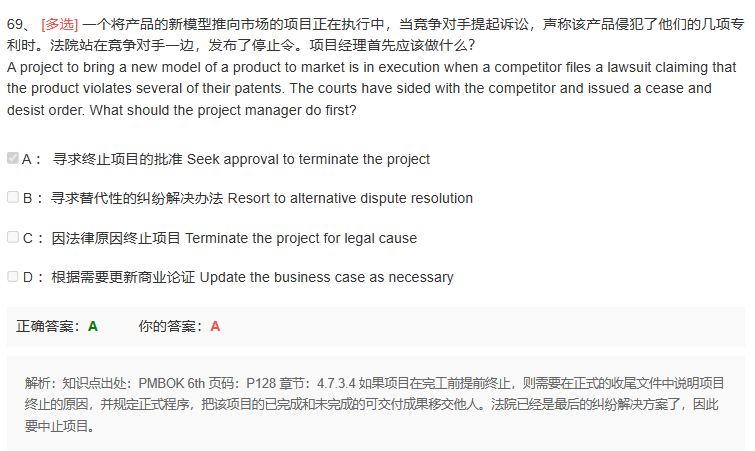 69、 [多选] 一个将产品的新模型推向市场的项目正在执行中，当竞争对手提起诉讼，声称该产品侵犯了他们的几项专
利时。法院站在竞争对手一边，发布了停止令。项目经理首先应该做什么？
A project to bring a new model of a product to market is in execution when a competitor files a lawsuit claiming that
the product violates several of their patents. The courts have sided with the competitor and issued a cease and
desist order. What should the project manager do first?
A： 寻求终止项目的批准 Seek approval to terminate the project
B： 寻求替代性的纠纷解决办法 Resort to alternative dispute resolution
C： 因法律原因终止项目 Terminate the project for legal cause
D： 根据需要更新商业论证 Update the business case as necessary
正确答案：A 你的答案：A
解析：知识点出处：PMBOK 6th 页码：P128 章节：4.7.3.4 如果项目在完工前提前终止，则需要在正式的收尾文件中说明项目
终止的原因，并规定正式程序，把该项目的已完成和未完成的可交付成果移交他人。法院已经是最后的纠纷解决方案了，因此
要中止项目。